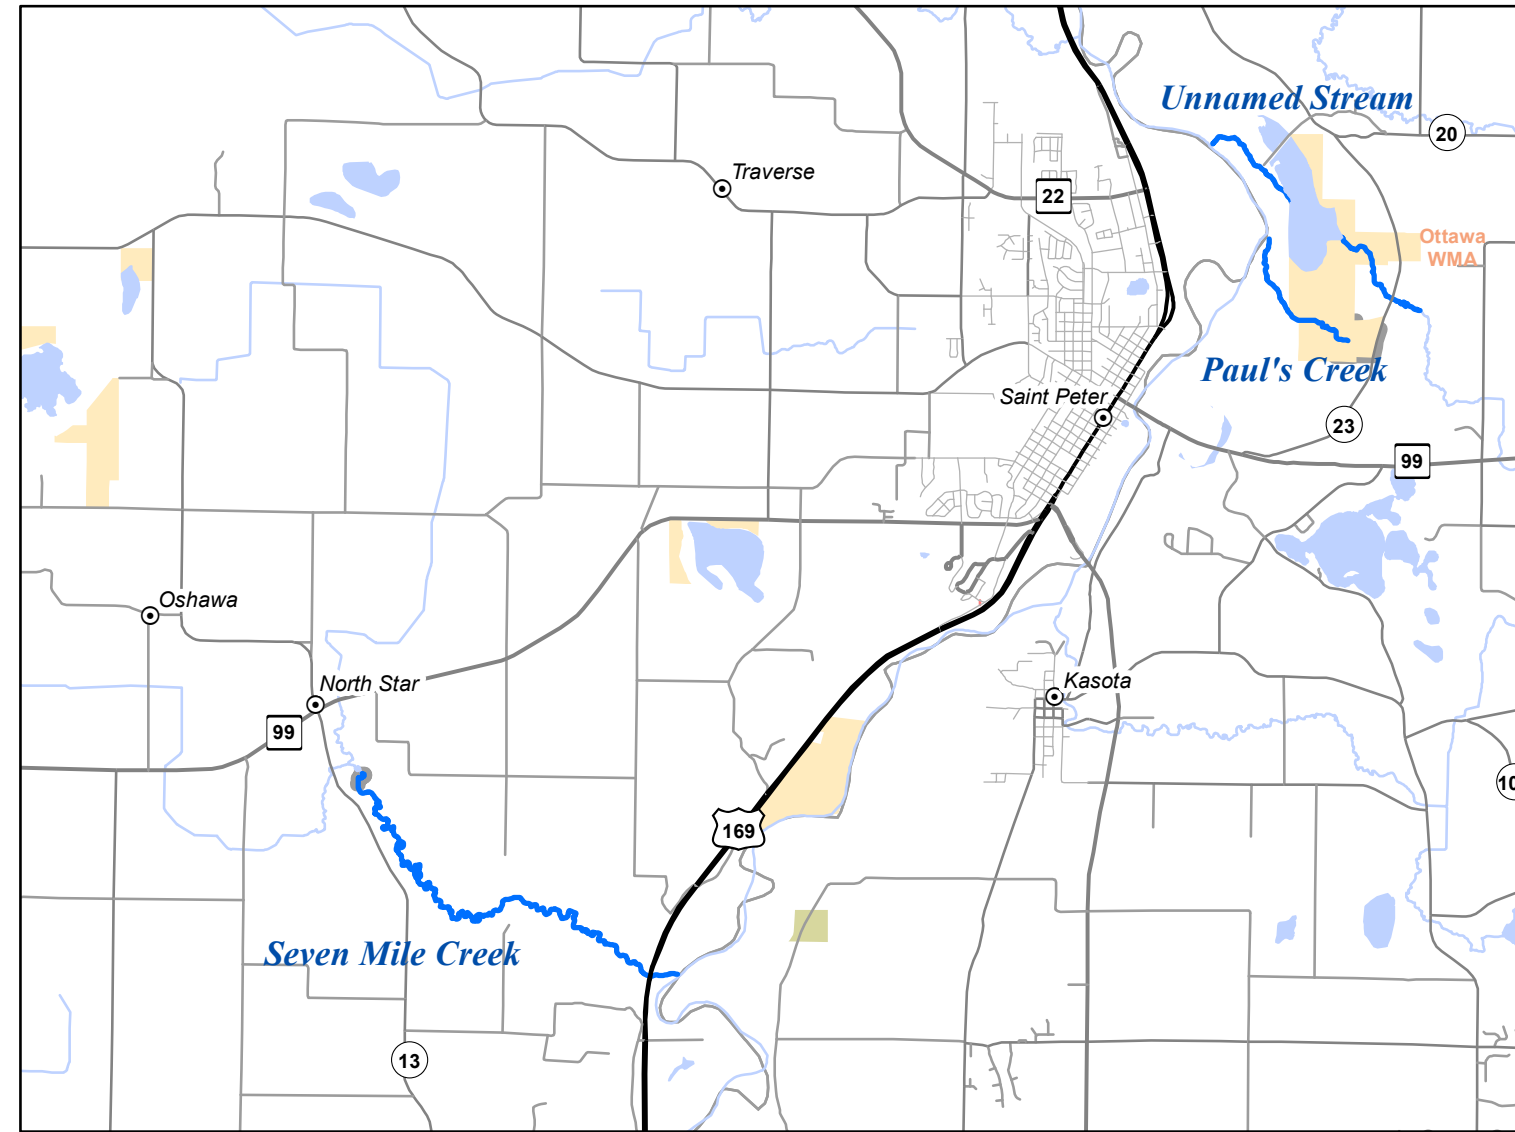 Unnamed Stream
20
Traverse
22
Ottawa
WMA
Paul's Creek
Saint Peter
23
99
Oshawa
Kasota
North Star
99
10
169
Seven Mile Creek
13